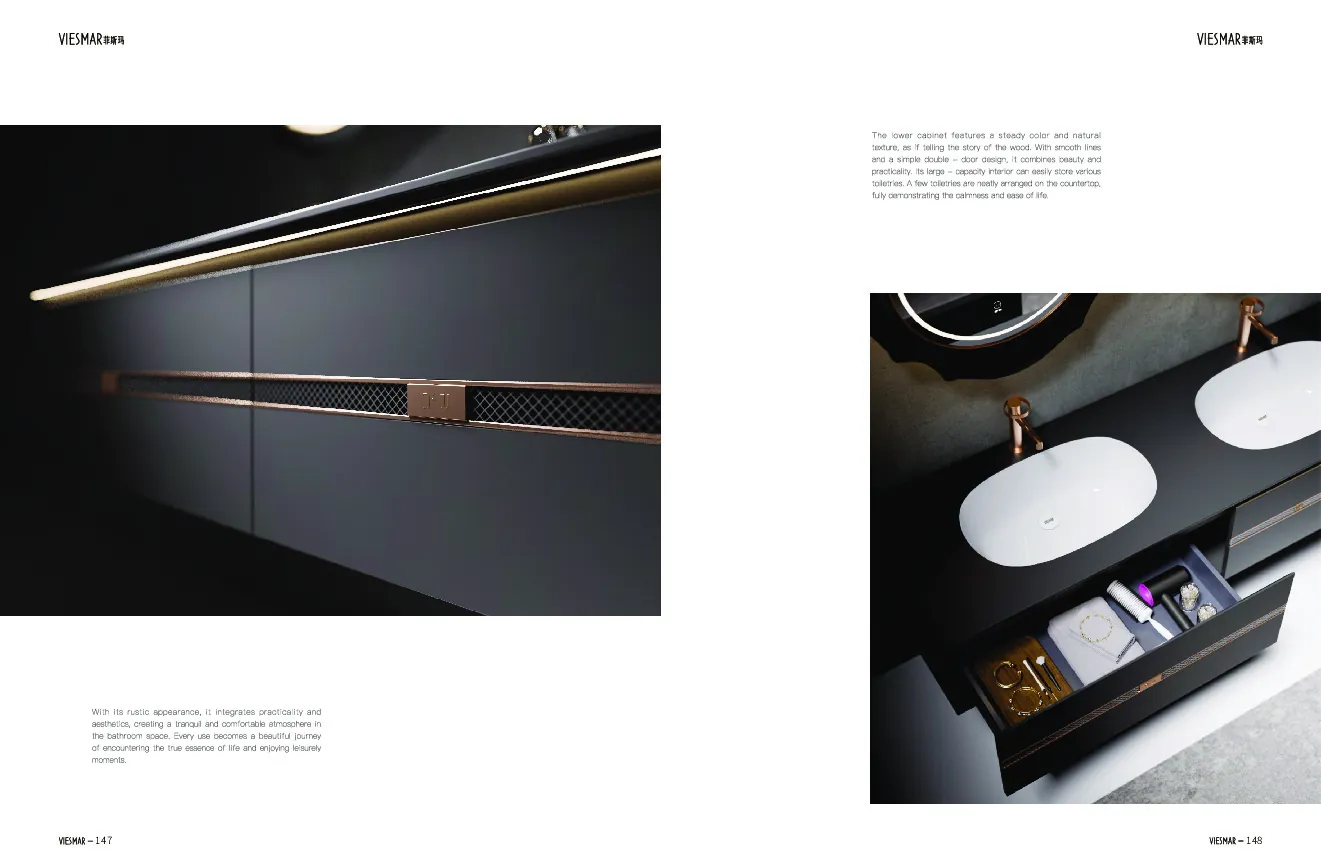 VIESMAR菲斯玛
VIESMAR菲斯玛
The lower cabinet features a steady color and natural
texture, as if telling the story of the wood. With smooth lines
and a simple double – door design, it combines beauty and
practicality. Its large – capacity interior can easily store various
toiletries. A few toiletries are neatly arranged on the countertop,
fully demonstrating the calmness and ease of life.
With its rustic appearance, it integrates practicality and
aesthetics, creating a tranquil and comfortable atmosphere in
the bathroom space. Every use becomes a beautiful journey
of encountering the true essence of life and enjoying leisurely
moments.
VIESMAR – 147
VIESMAR – 148